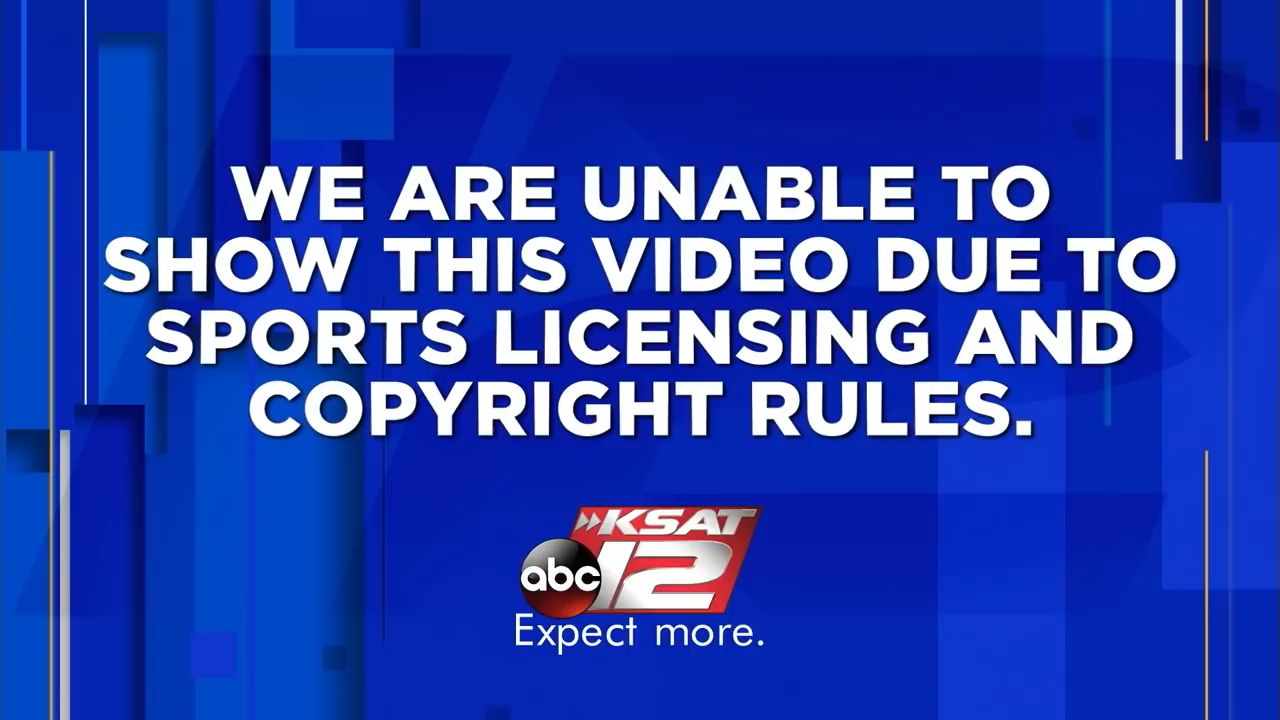 WE ARE UNABLE TO
SHOW THIS VIDEO DUE TO
SPORTS LICENSING AND
COPYRIGHT RULES.
KSAT
abc 12
Expect more.